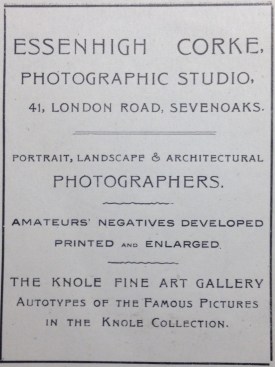 ESSENHIGH CORKE,
PHOTOGRAPHIC STUDIO,
41, LONDON ROAD, SEVENOAKS.
PORTRAIT, LANDSCAPE & ARCHITECTURAL
PHOTOGRAPHERS.
AMATEURS' NEGATIVES DEVELOPED
PRINTED AND ENLARGED.
THE KNOLE FINE ART GALLERY
AUTOTYPES OF THE FAMOUS PICTURES
IN THE KNOLE COLLECTION.